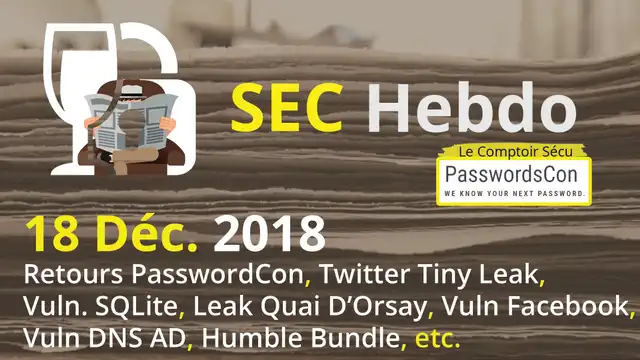 SEC Hebdo
Le Comptoir Sécu
PasswordsCon
WE KNOW YOUR NEXT PASSWORD.
18 Déc. 2018
Retours PasswordCon, Twitter Tiny Leak,
Vuln. SQLite, Leak Quai D’Orsay, Vuln Facebook,
Vuln DNS AD, Humble Bundle, etc.